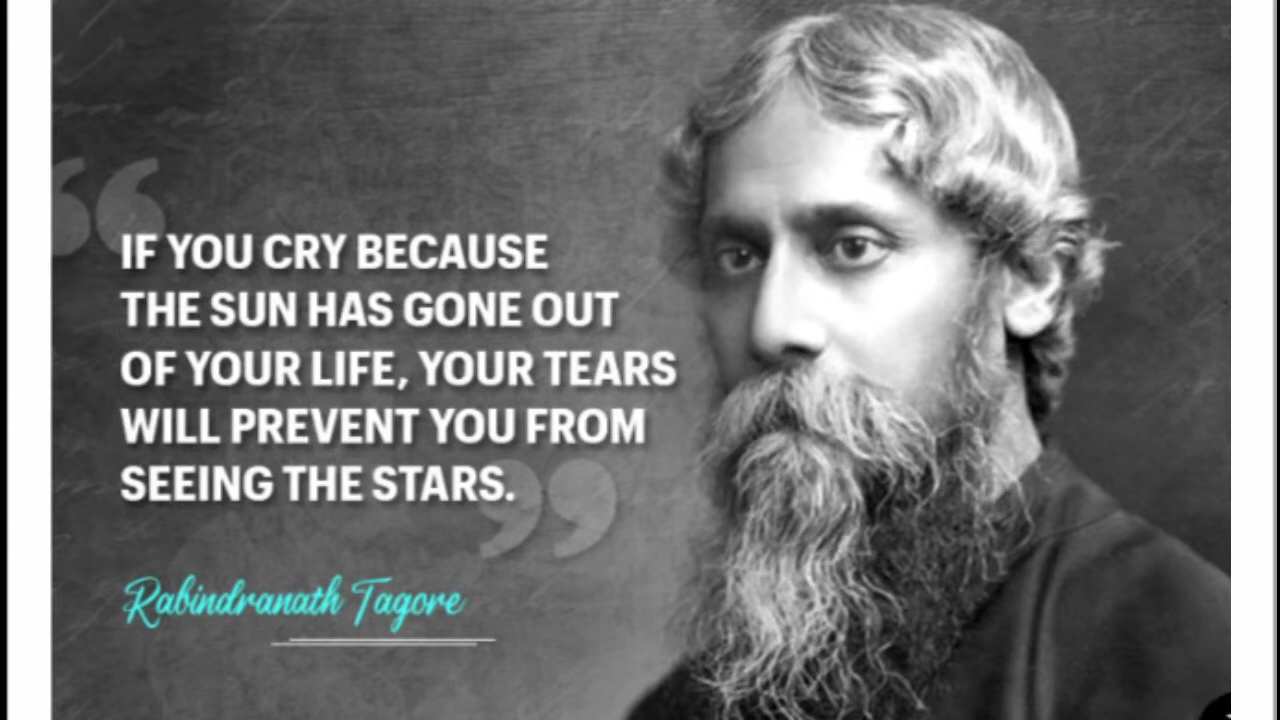 IF YOU CRY BECAUSE
THE SUN HAS GONE OUT
OF YOUR LIFE, YOUR TEARS
WILL PREVENT YOU FROM
SEEING THE STARS.
Rabindranath Tagore